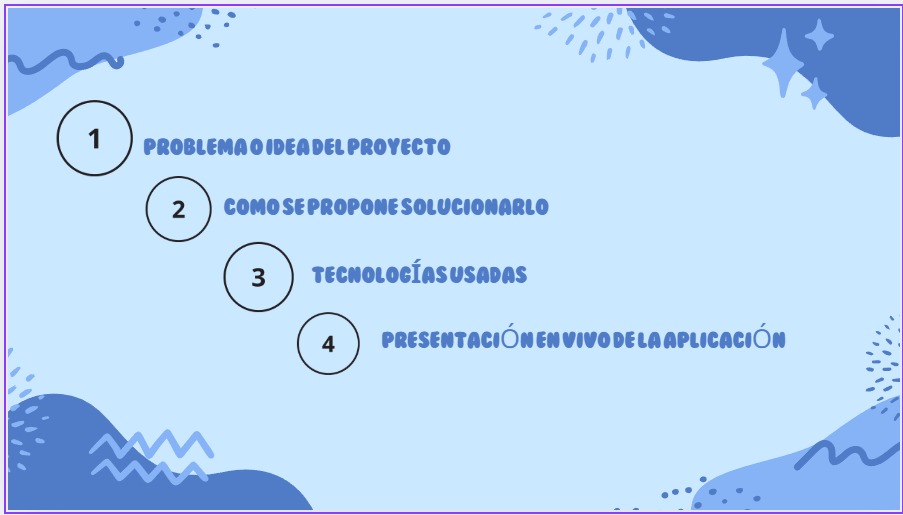 1
PROBLEMA O IDEA DEL PROYECTO
2
COMO SE PROPONE SOLUCIONARLO
3
TECNOLOGÍAS USADAS
4
PRESENTACIÓN EN VIVO DE LA APLICACIÓN